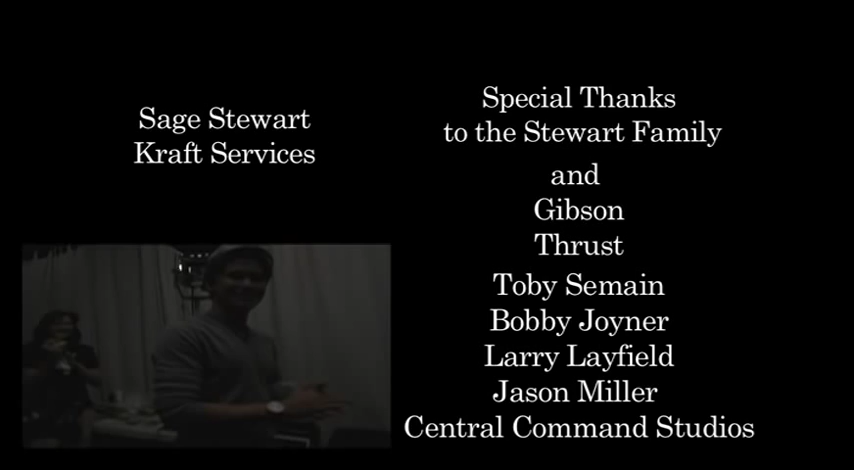 Sage Stewart
Kraft Services
Special Thanks
to the Stewart Family
and
Gibson
Thrust
Toby Semain
Bobby Joyner
Larry Layfield
Jason Miller
Central Command Studios